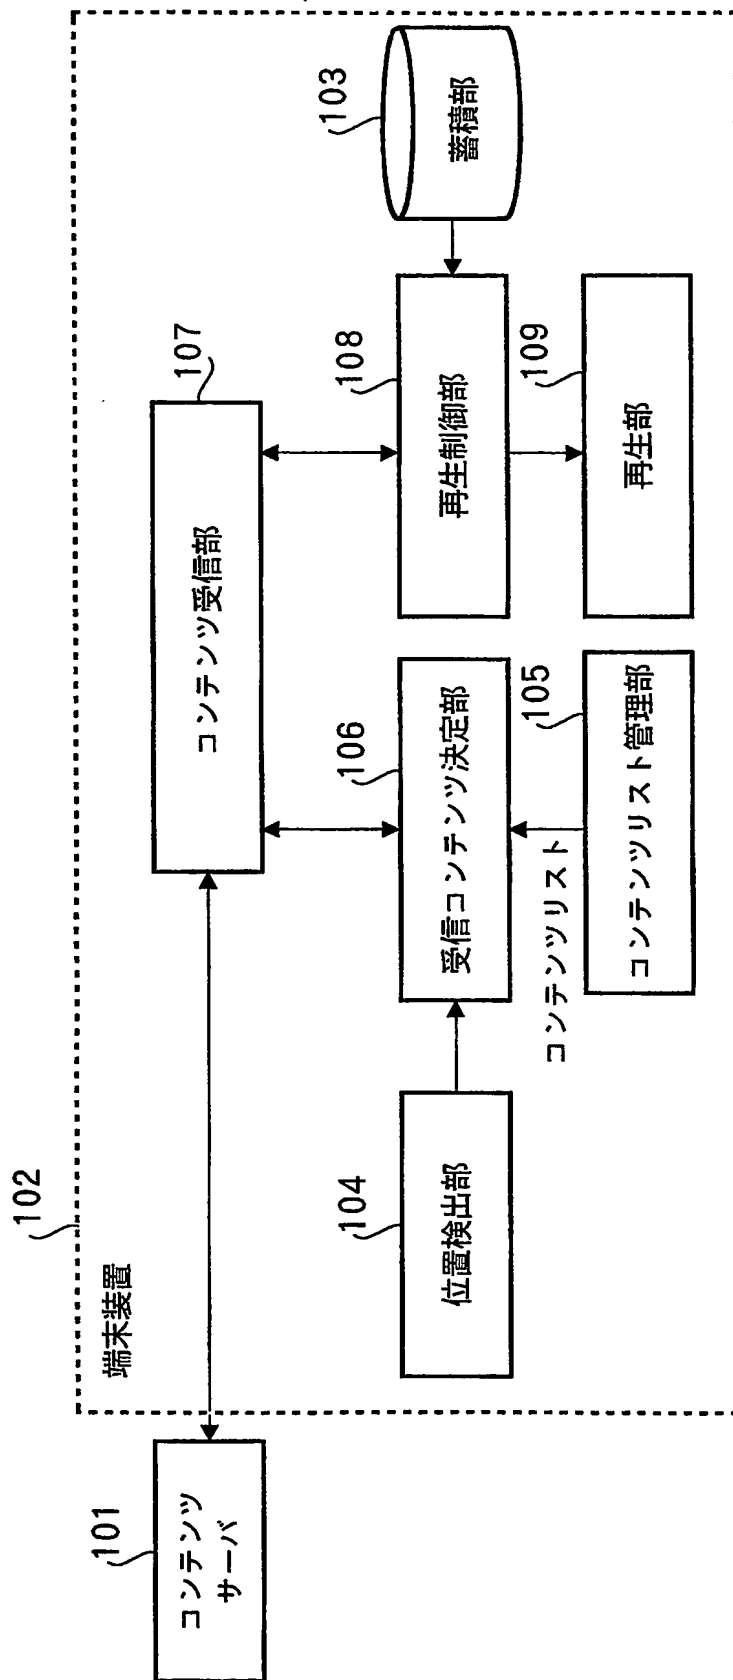 101
コンテンツ
サーバ
102
端末装置
107
コンテンツ受信部
104
位置検出部
106
受信コンテンツ決定部
108
再生制御部
103
蓄積部
コンテンツリスト
105
コンテンツリスト管理部
109
再生部